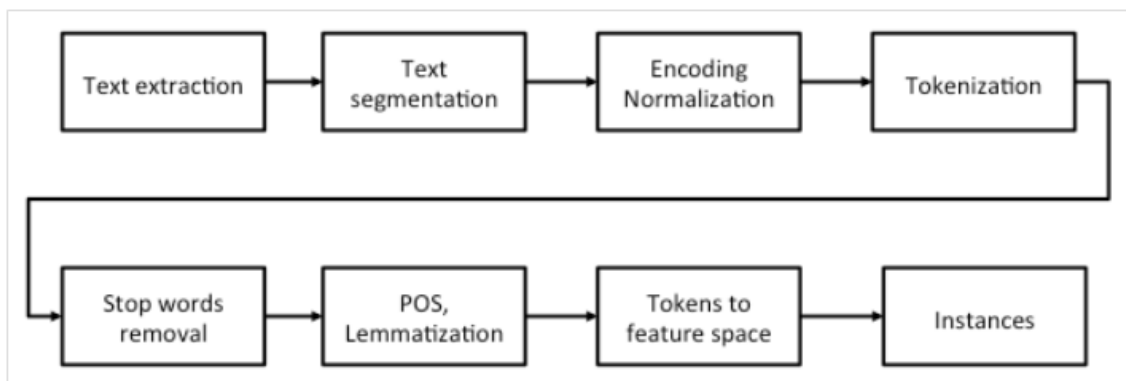 Text extraction
Text
segmentation
Encoding
Normalization
Tokenization
Stop words
removal
POS,
Lemmatization
Tokens to
feature space
Instances